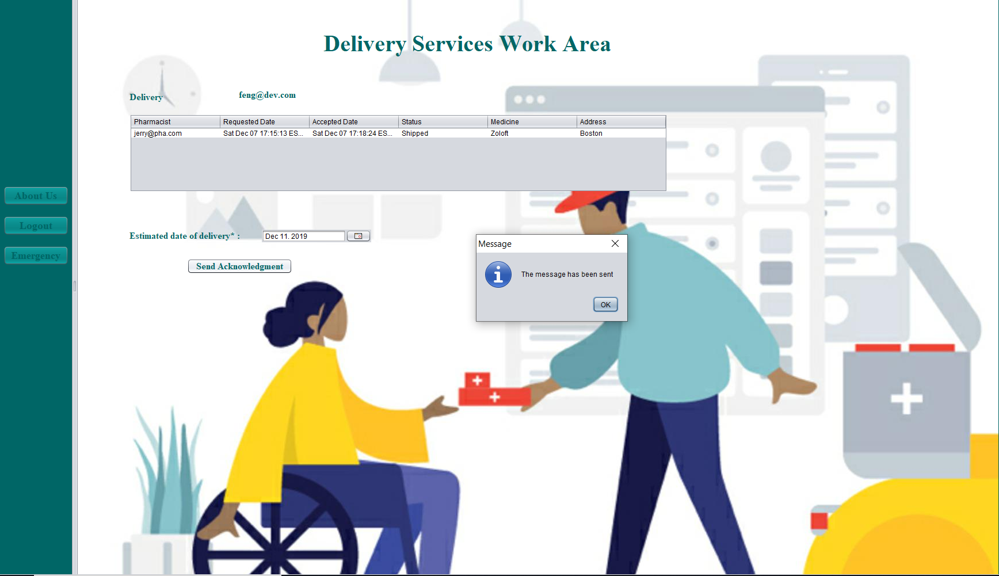 Delivery Services Work Area
Delivery feng@dev.com
Pharmacist Requested Date Accepted Date Status Medicine Address
jerry@pha.com Sat Dec 07 17:15:13 ES... Sat Dec 07 17:18:24 ES... Shipped Zoloft Boston
About Us
Logout
Emergency
Estimated date of delivery* : Dec 11. 2019
Send Acknowledgment
Message
The message has been sent
OK